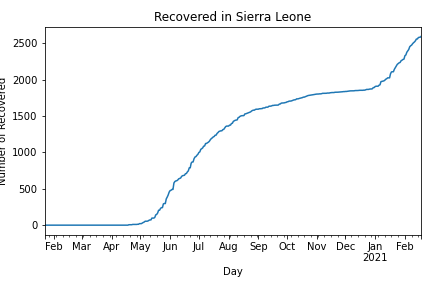 Recovered in Sierra Leone
Number of Recovered
2500
2000
1500
1000
500
0
Feb Mar Apr May Jun Jul Aug Sep Oct Nov Dec Jan Feb
2021
Day